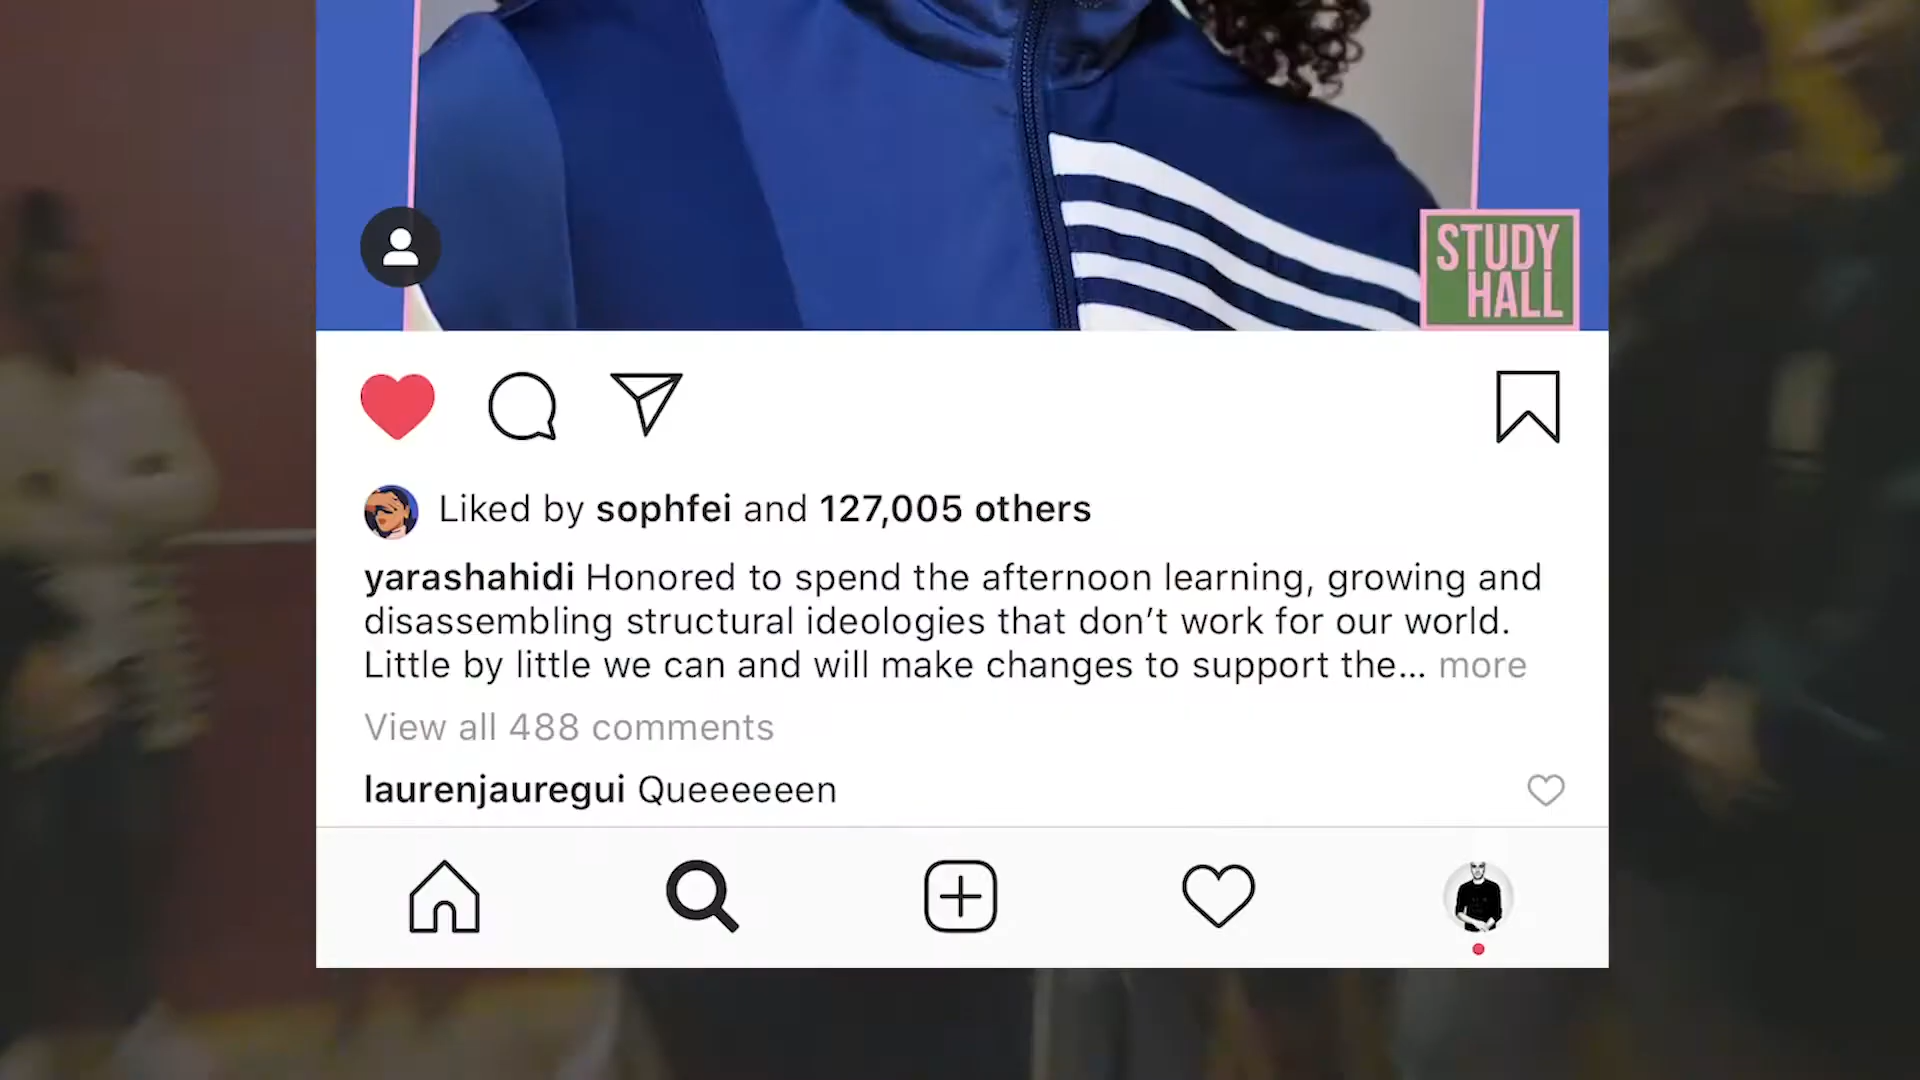 STUDY
HALL
Liked by sophfei and 127,005 others
yarashahidi Honored to spend the afternoon learning, growing and
disassembling structural ideologies that don’t work for our world.
Little by little we can and will make changes to support the... more
View all 488 comments
laurenjauregui Queeeeeen